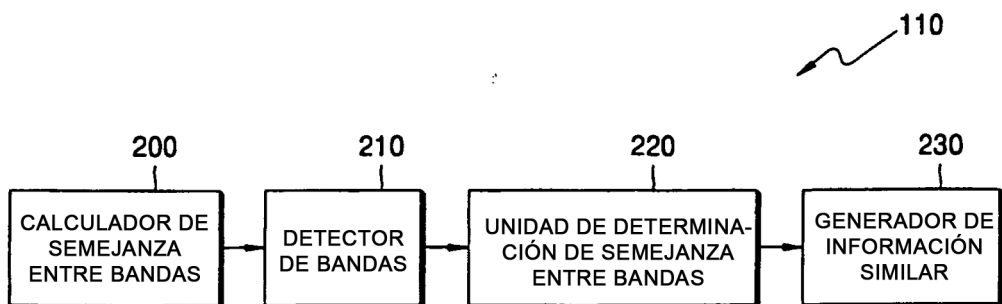 110
200
210
220
230
CALCULADOR DE
SEMEJANZA
ENTRE BANDAS
DETECTOR
DE BANDAS
UNIDAD DE DETERMINA-
CIÓN DE SEMEJANZA
ENTRE BANDAS
GENERADOR DE
INFORMACIÓN
SIMILAR